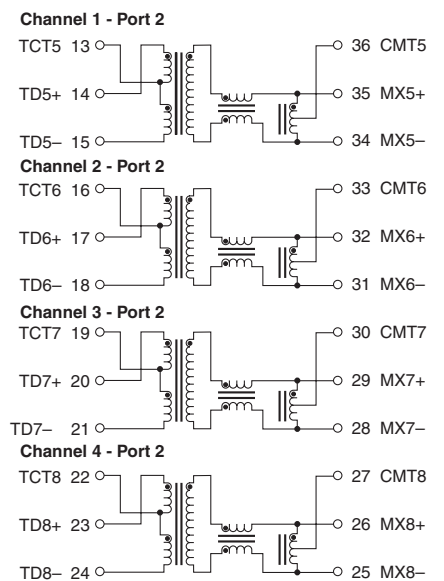 Channel 1 - Port 2
TCT5 13 36 CMT5
TD5+ 14 35 MX5+
TD5– 15 34 MX5–
Channel 2 - Port 2
TCT6 16 33 CMT6
TD6+ 17 32 MX6+
TD6– 18 31 MX6–
Channel 3 - Port 2
TCT7 19 30 CMT7
TD7+ 20 29 MX7+
TD7– 21 28 MX7–
Channel 4 - Port 2
TCT8 22 27 CMT8
TD8+ 23 26 MX8+
TD8– 24 25 MX8–